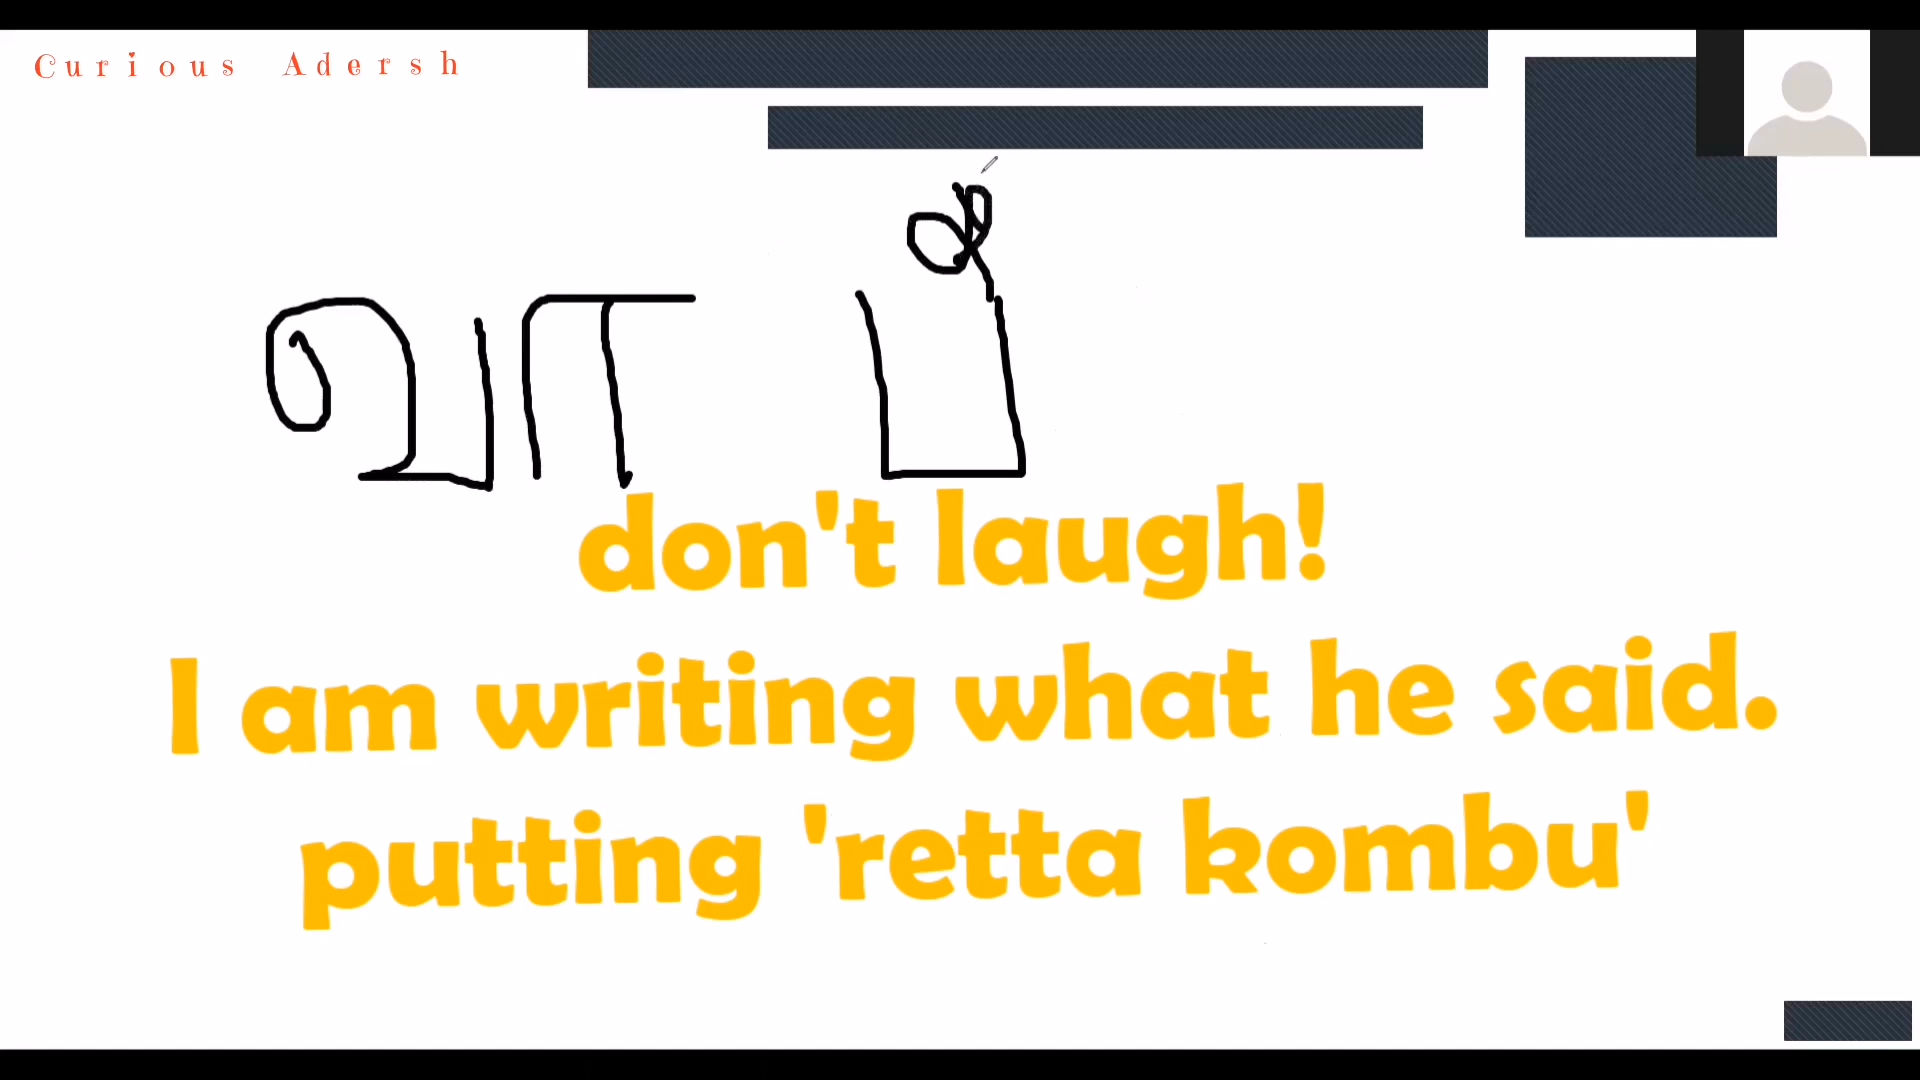 Curious Adersh
வா ப
don't laugh!
I am writing what he said.
putting 'retta kombu'